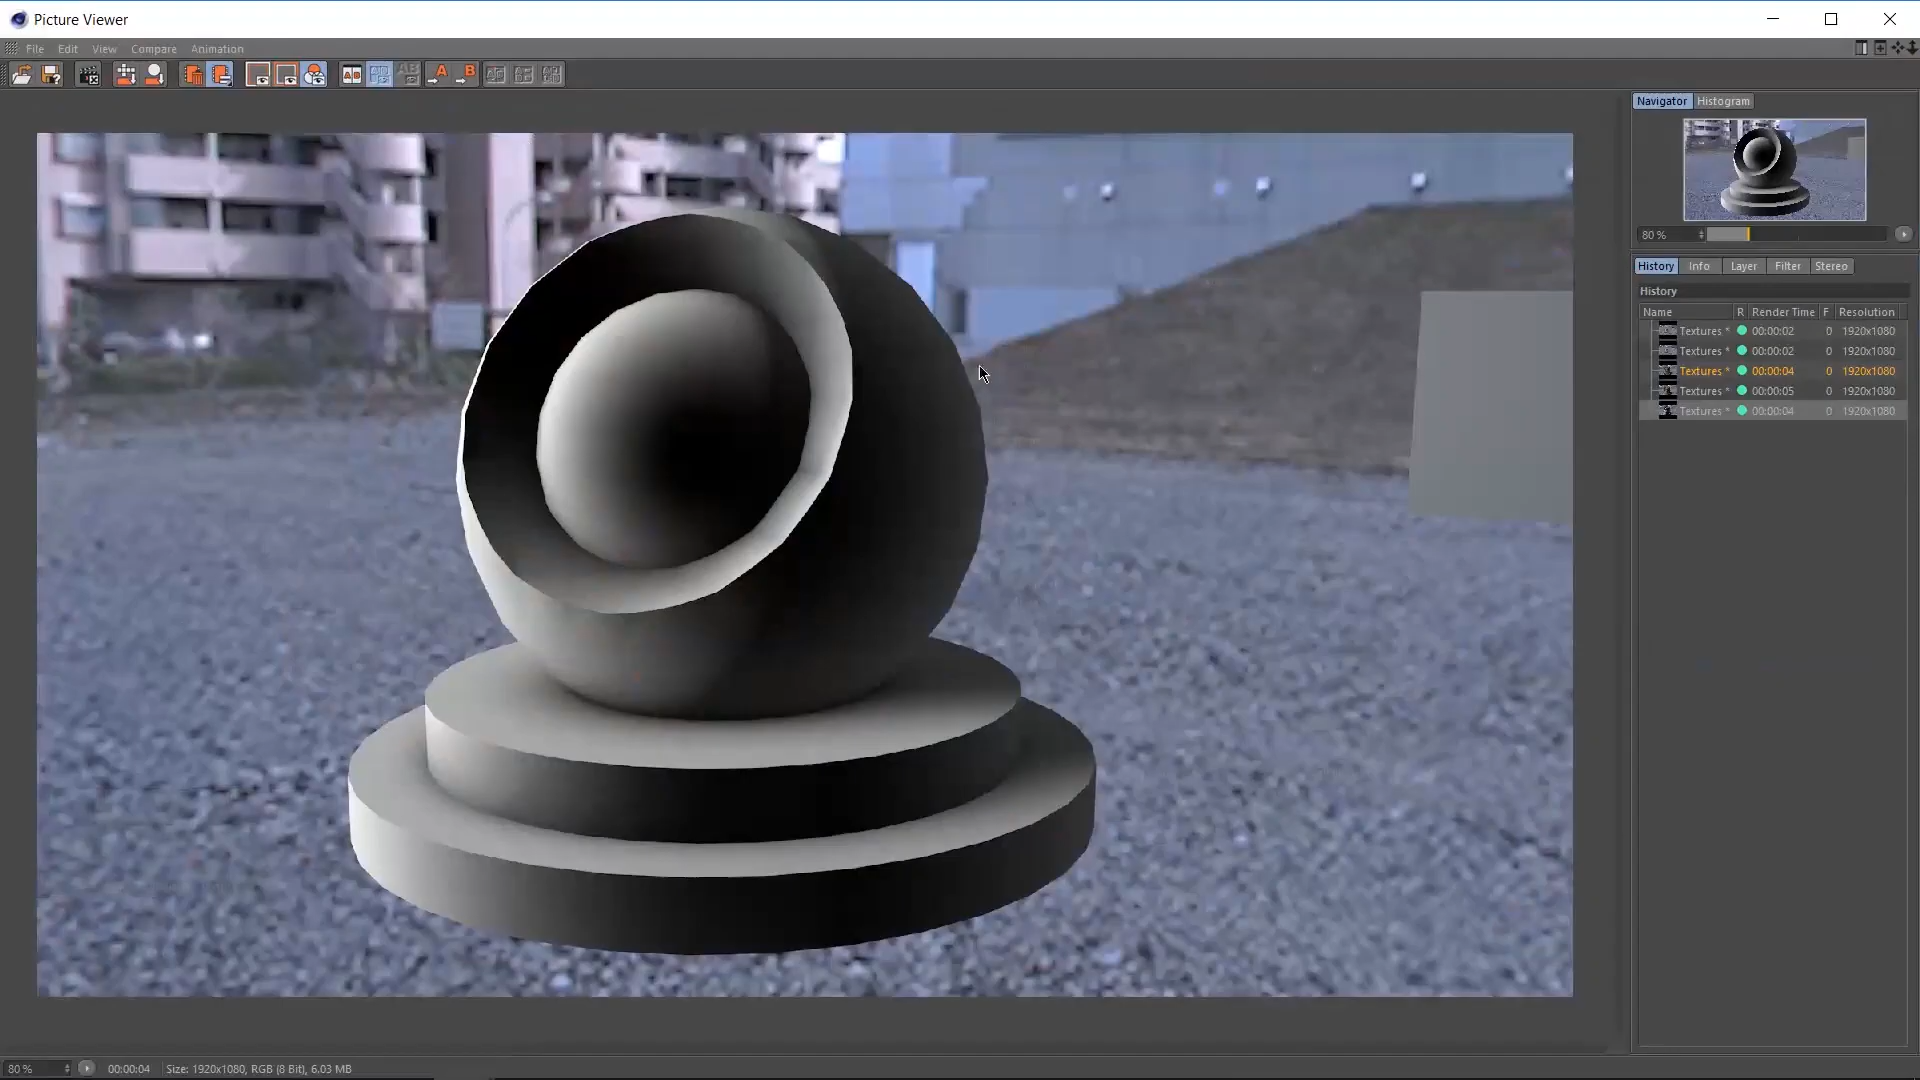 Picture Viewer
File Edit View Compare Animation
AB AB A B
Navigator Histogram
80 %
History Info Layer Filter Stereo
History
Name R Render Time F Resolution
Textures * 00:00:02 0 1920x1080
Textures * 00:00:02 0 1920x1080
Textures * 00:00:04 0 1920x1080
Textures * 00:00:05 0 1920x1080
Textures * 00:00:04 0 1920x1080
80 % 00:00:04 Size: 1920x1080, RGB (8 Bit), 6.03 MB